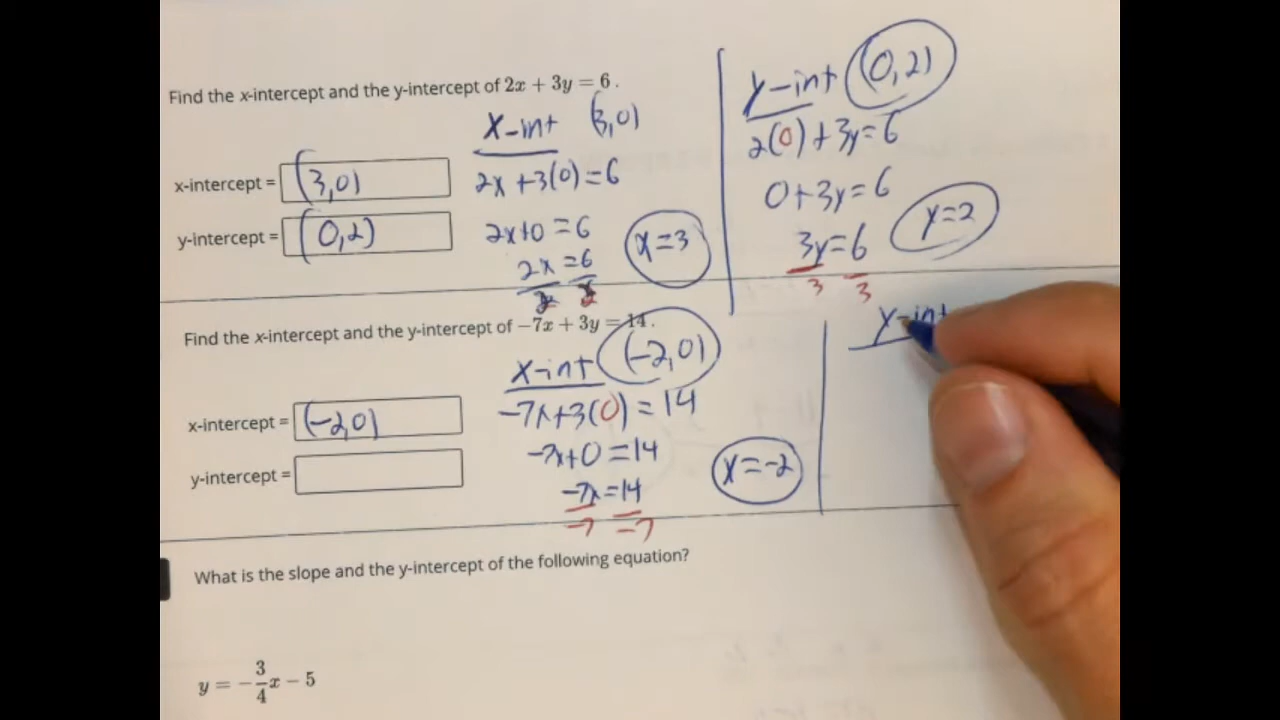 Find the x-intercept and the y-intercept of 2x + 3y = 6.
x-intercept = (3,0)
y-intercept = (0,2)
x-int (3,0)
2x+3(0)=6
2x+0=6
2x=6
2 2
x=3
y-int (0,2)
2(0)+3y=6
0+3y=6
3y=6
3 3
y=2
Find the x-intercept and the y-intercept of −7x + 3y = 14.
x-intercept = (-2,0)
y-intercept =
x-int (-2,0)
-7x+3(0)=14
-7x+0=14
-7x=14
-7 -7
x=-2
y-int
What is the slope and the y-intercept of the following equation?
y = −3/4x − 5